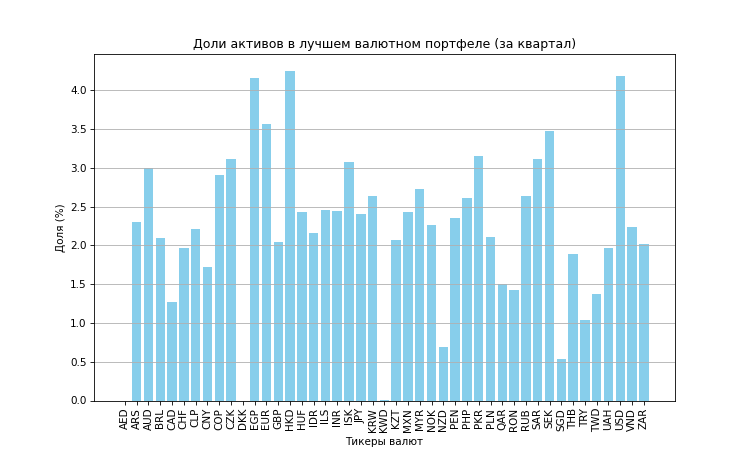 Доли активов в лучшем валютном портфеле (за квартал)
Доля (%)
4.0
3.5
3.0
2.5
2.0
1.5
1.0
0.5
0.0
AED ARS AUD BRL CAD CHF CLP CNY COP CZK DKK EGP EUR GBP HKD HUF IDR ILS INR ISK JPY KRW KWD KZT MXN MYR NOK NZD PEN PHP PKR PLN QAR RON RUB SAR SEK SGD THB TRY TWD UAH USD VND ZAR
Тикеры валют